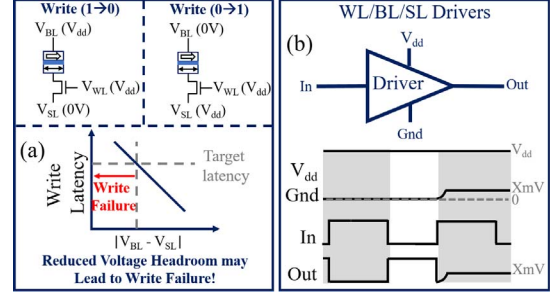 Write (1→0)
V_BL (V_dd)
V_WL (V_dd)
V_SL (0V)
Write (0→1)
V_BL (0V)
V_WL (V_dd)
V_SL (V_dd)
(a)
Write
Latency
Target
latency
Write
Failure
|V_BL - V_SL|
Reduced Voltage Headroom may
Lead to Write Failure!
WL/BL/SL Drivers
(b)
V_dd
In
Driver
Out
Gnd
V_dd
V_dd
Gnd
XmV
0
In
Out
XmV